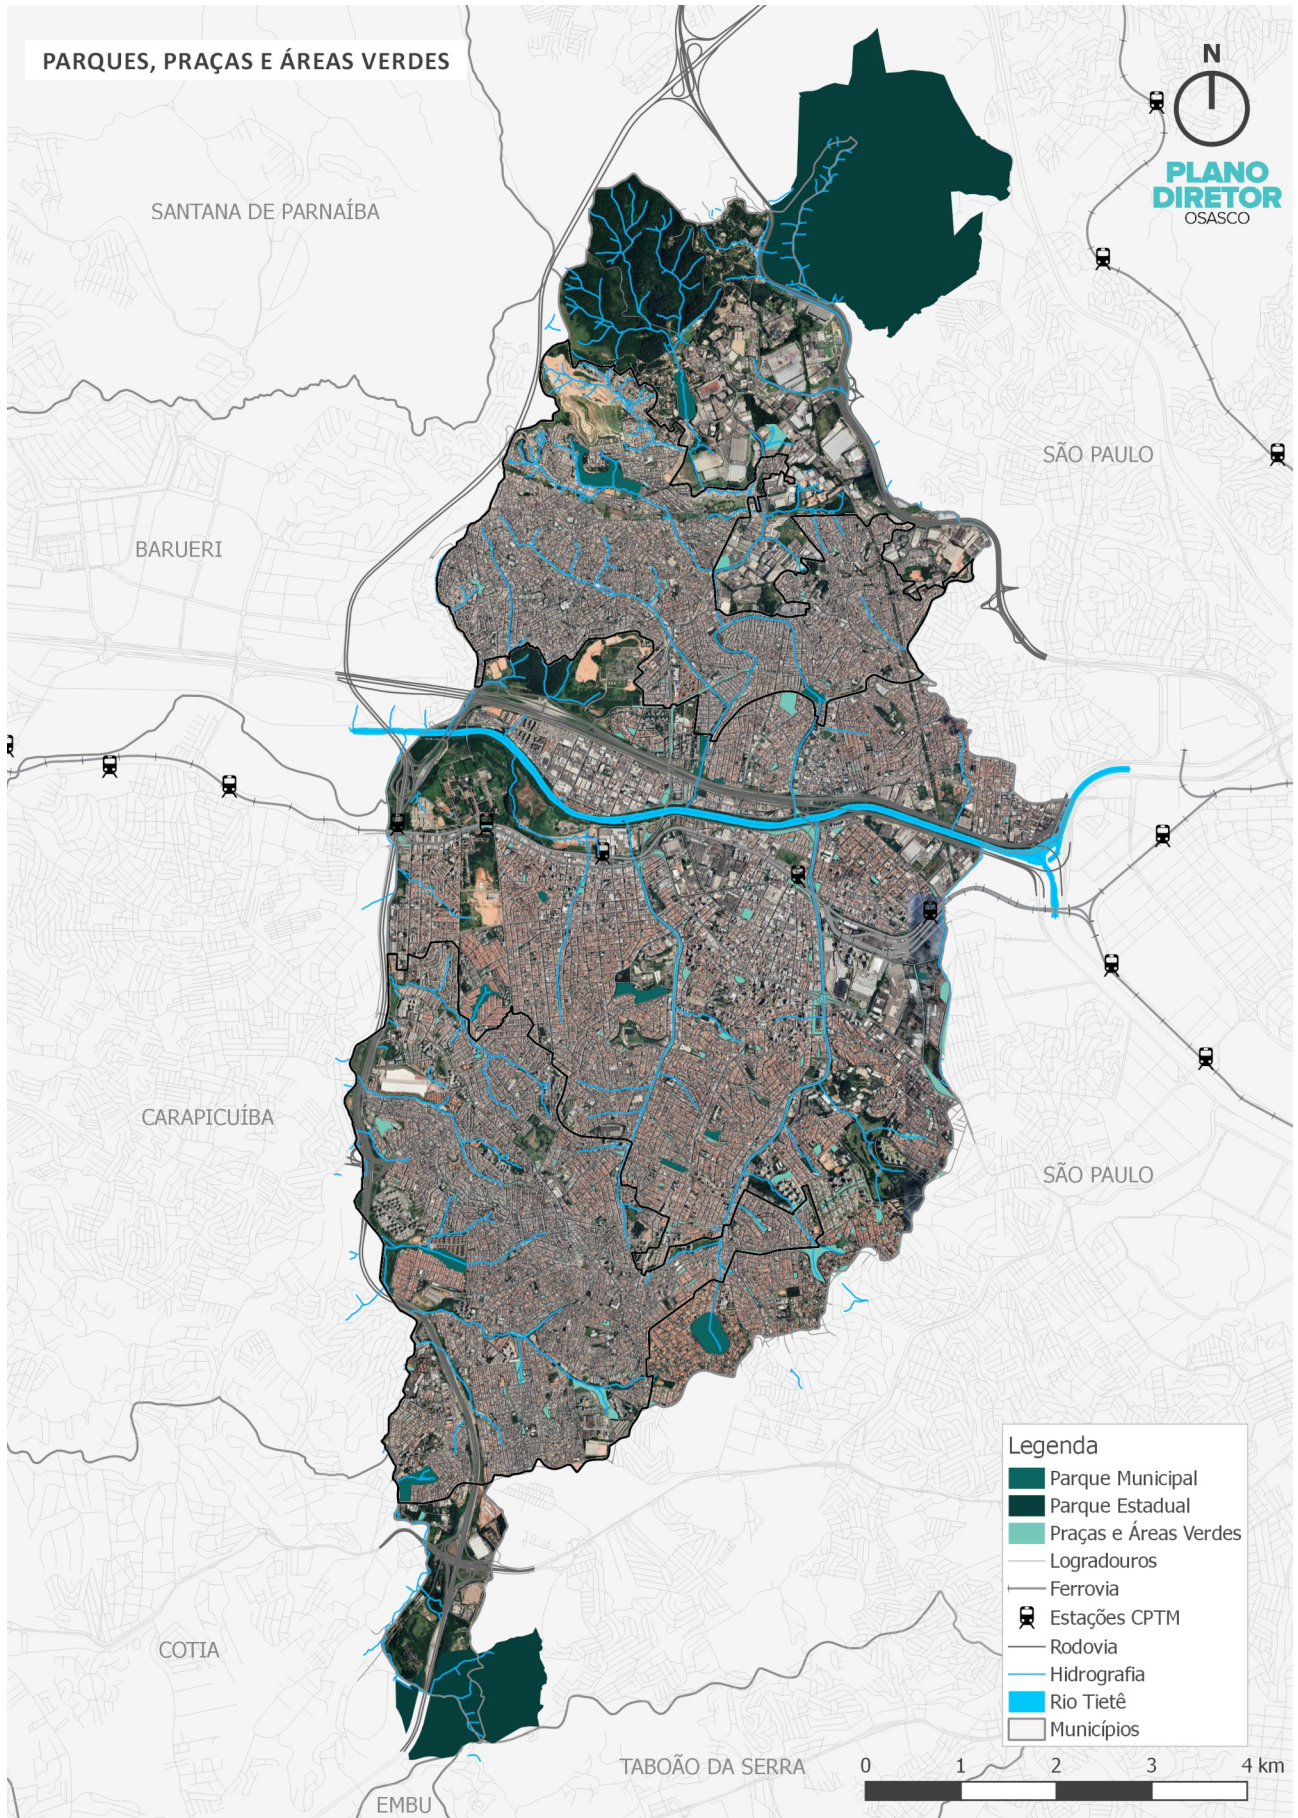 PARQUES, PRAÇAS E ÁREAS VERDES
N
PLANO
DIRETOR
OSASCO
SANTANA DE PARNAÍBA
SÃO PAULO
BARUERI
CARAPICUÍBA
SÃO PAULO
COTIA
TABOÃO DA SERRA
EMBU
Legenda
Parque Municipal
Parque Estadual
Praças e Áreas Verdes
Logradouros
Ferrovia
Estações CPTM
Rodovia
Hidrografia
Rio Tietê
Municípios
0 1 2 3 4 km